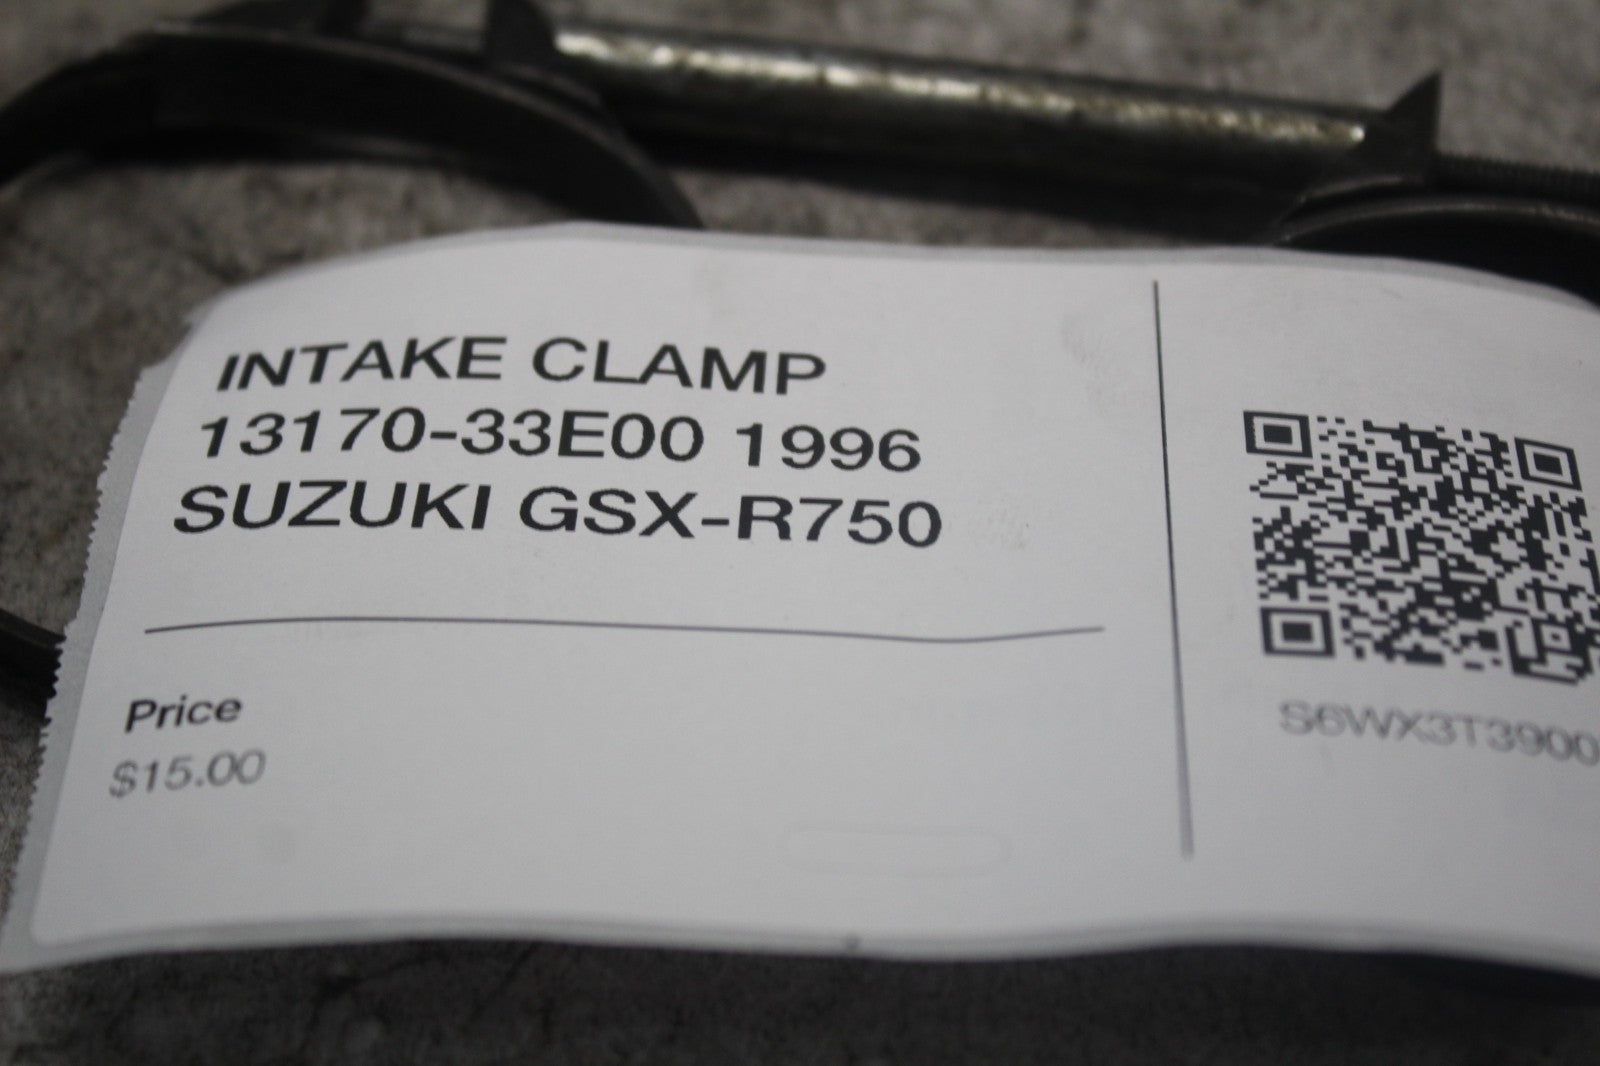 INTAKE CLAMP
13170-33E00 1996
SUZUKI GSX-R750
Price
$15.00
S6WX3T3900